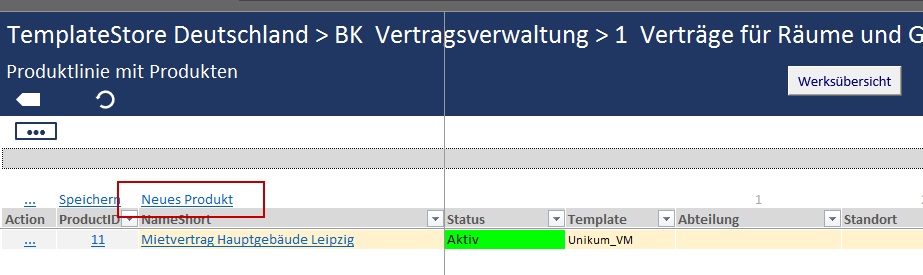 TemplateStore Deutschland > BK Vertragsverwaltung > 1 Verträge für Räume und G
Produktlinie mit Produkten
Werksübersicht
...
... Speichern Neues Produkt 1
Action ProductID NameShort Status Template Abteilung Standort
... 11 Mietvertrag Hauptgebäude Leipzig Aktiv Unikum_VM